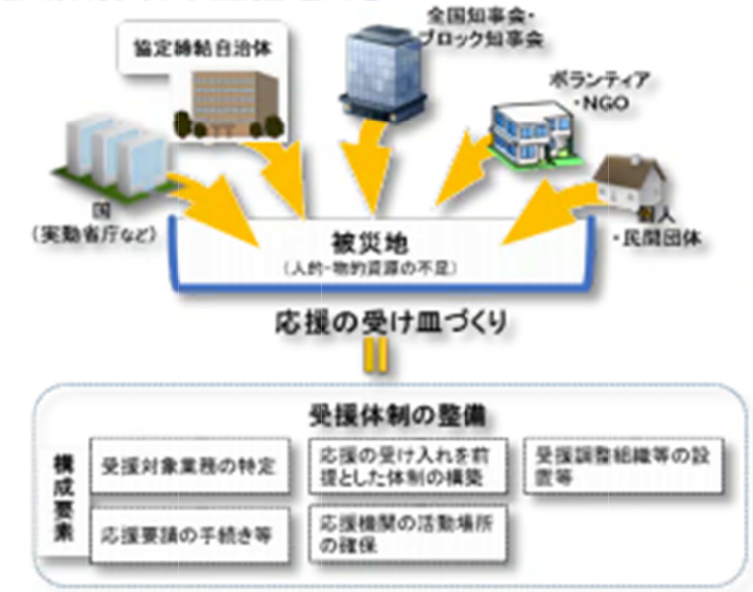 全国知事会・
ブロック知事会
協定締結自治体
ボランティア
・NGO
国
(実動省庁など)
個人
・民間団体
被災地
(人的・物的資源の不足)
応援の受け皿づくり
受援体制の整備
構成要素
受援対象業務の特定
応援の受け入れを前
提とした体制の構築
受援調整組織等の設
置等
応援要請の手続き等
応援機関の活動場所
の確保